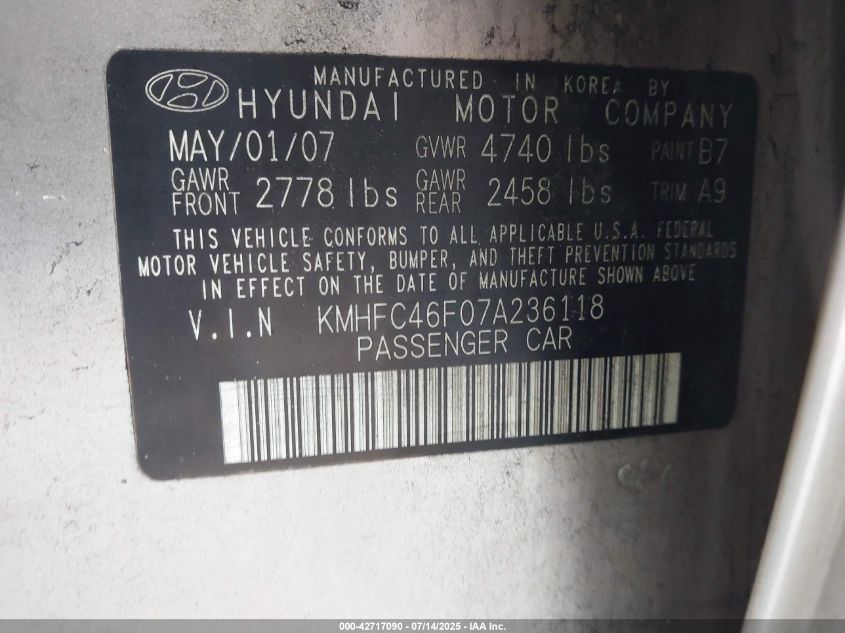 MANUFACTURED IN KOREA BY
HYUNDAI MOTOR COMPANY
MAY/01/07 GVWR 4740 lbs PAINT B7
GAWR FRONT 2778 lbs GAWR REAR 2458 lbs TRIM A9
THIS VEHICLE CONFORMS TO ALL APPLICABLE U.S.A. FEDERAL
MOTOR VEHICLE SAFETY, BUMPER, AND THEFT PREVENTION STANDARDS
IN EFFECT ON THE DATE OF MANUFACTURE SHOWN ABOVE
V.I.N KMHFC46F07A236118
PASSENGER CAR
000-42717090 - 07/14/2025 - IAA Inc.